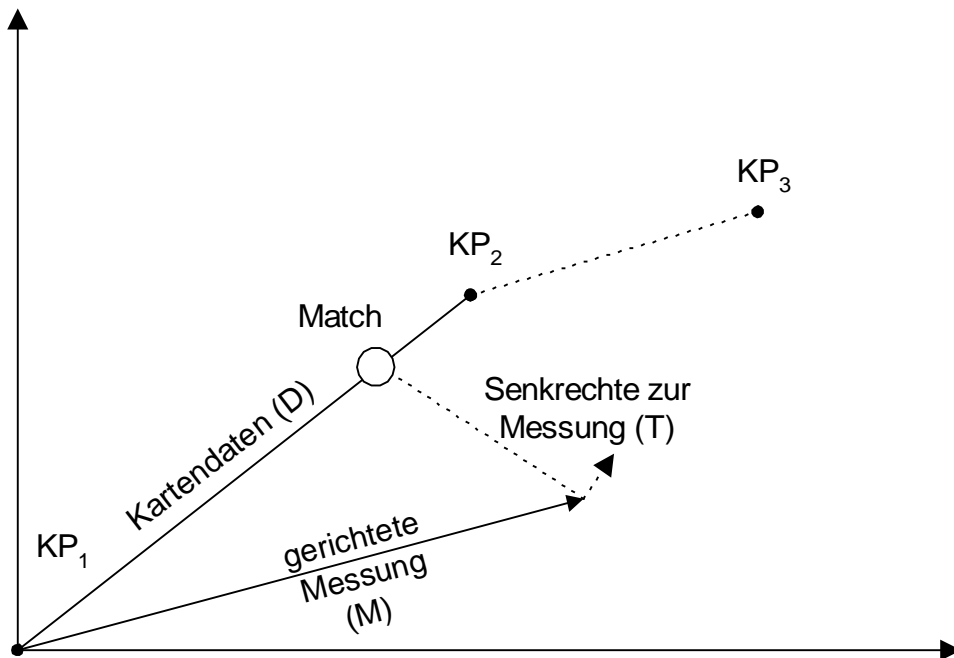 KP₃
KP₂
Match
Senkrechte zur
Messung (T)
Kartendaten (D)
KP₁
gerichtete
Messung
(M)